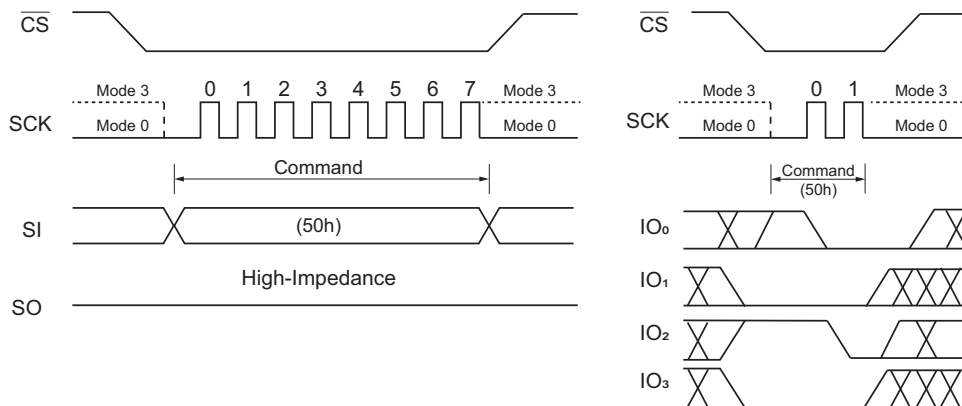 CS
Mode 3
0 1 2 3 4 5 6 7
Mode 3
SCK
Mode 0
Mode 0
Command
SI
(50h)
High-Impedance
SO
CS
Mode 3
0 1
Mode 3
SCK
Mode 0
Mode 0
Command
(50h)
IO₀
IO₁
IO₂
IO₃